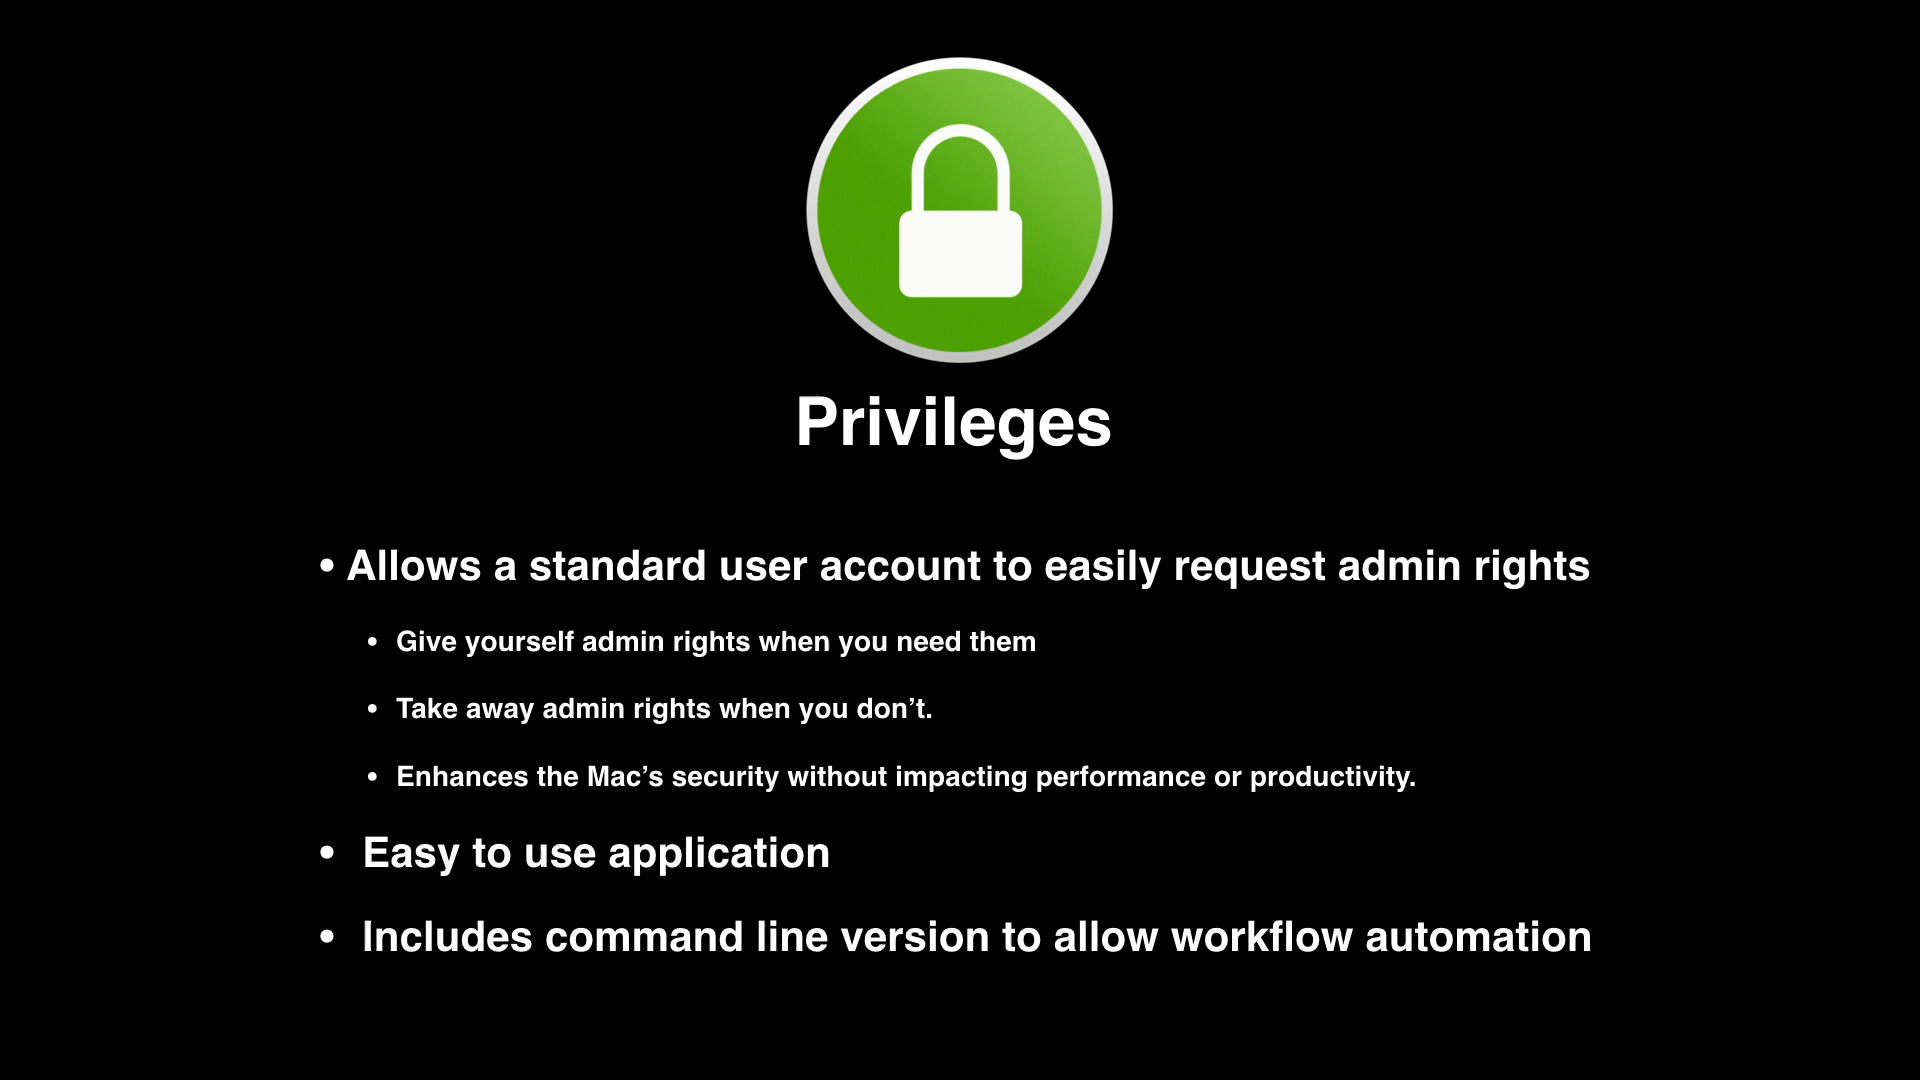 Privileges
• Allows a standard user account to easily request admin rights
• Give yourself admin rights when you need them
• Take away admin rights when you don’t.
• Enhances the Mac’s security without impacting performance or productivity.
• Easy to use application
• Includes command line version to allow workflow automation